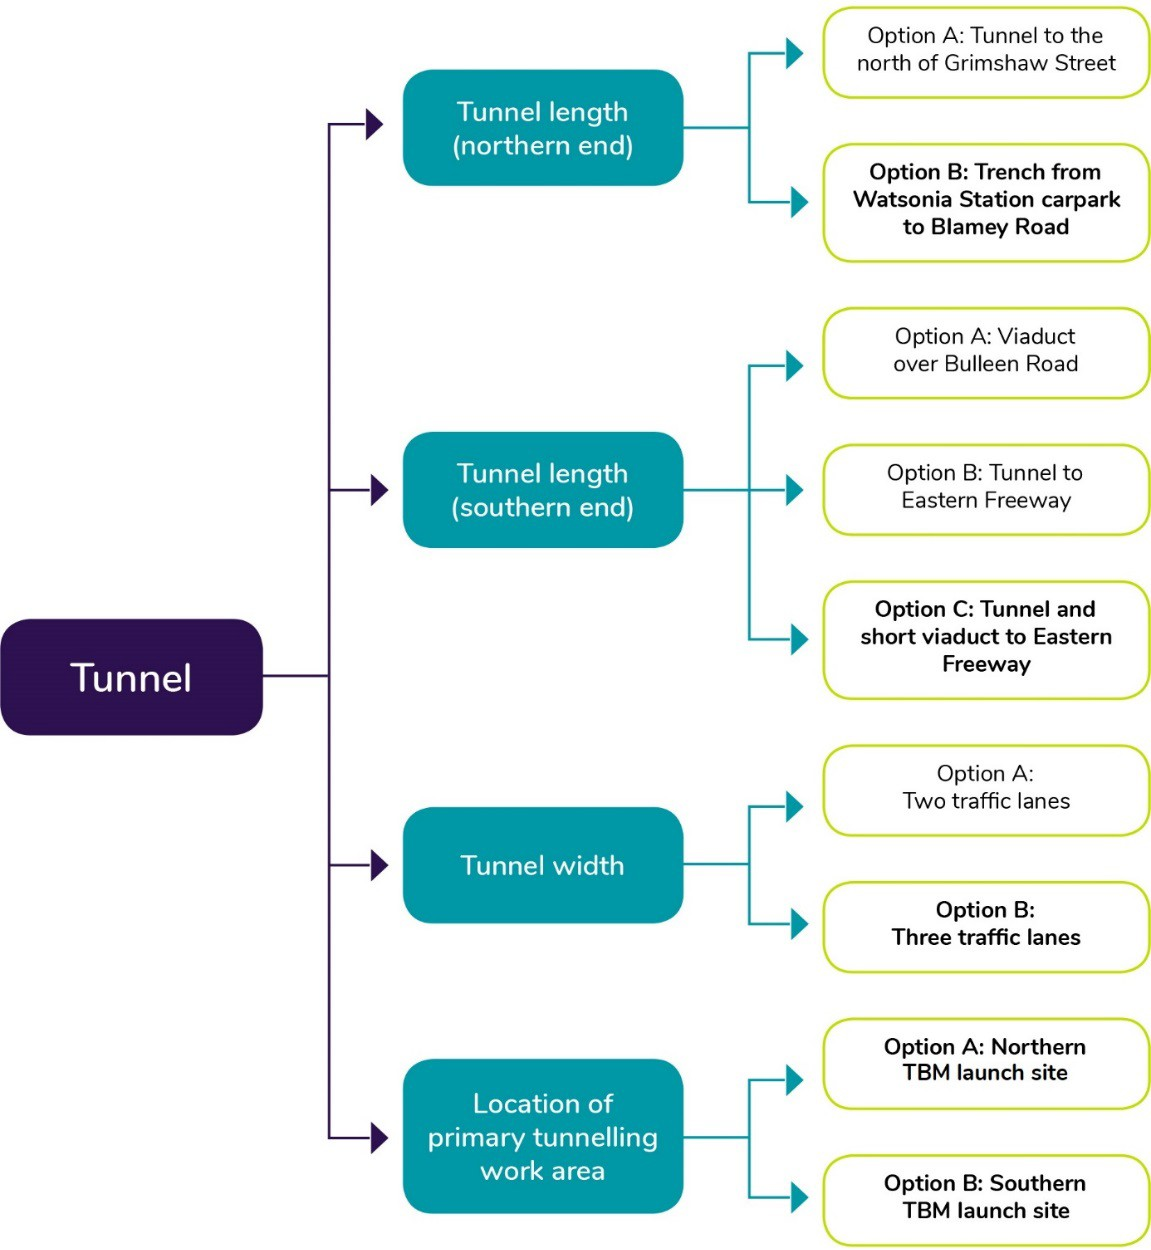 Tunnel
Tunnel length
(northern end)
Option A: Tunnel to the
north of Grimshaw Street
Option B: Trench from
Watsonia Station carpark
to Blamey Road
Tunnel length
(southern end)
Option A: Viaduct
over Bulleen Road
Option B: Tunnel to
Eastern Freeway
Option C: Tunnel and
short viaduct to Eastern
Freeway
Tunnel width
Option A:
Two traffic lanes
Option B:
Three traffic lanes
Location of
primary tunnelling
work area
Option A: Northern
TBM launch site
Option B: Southern
TBM launch site